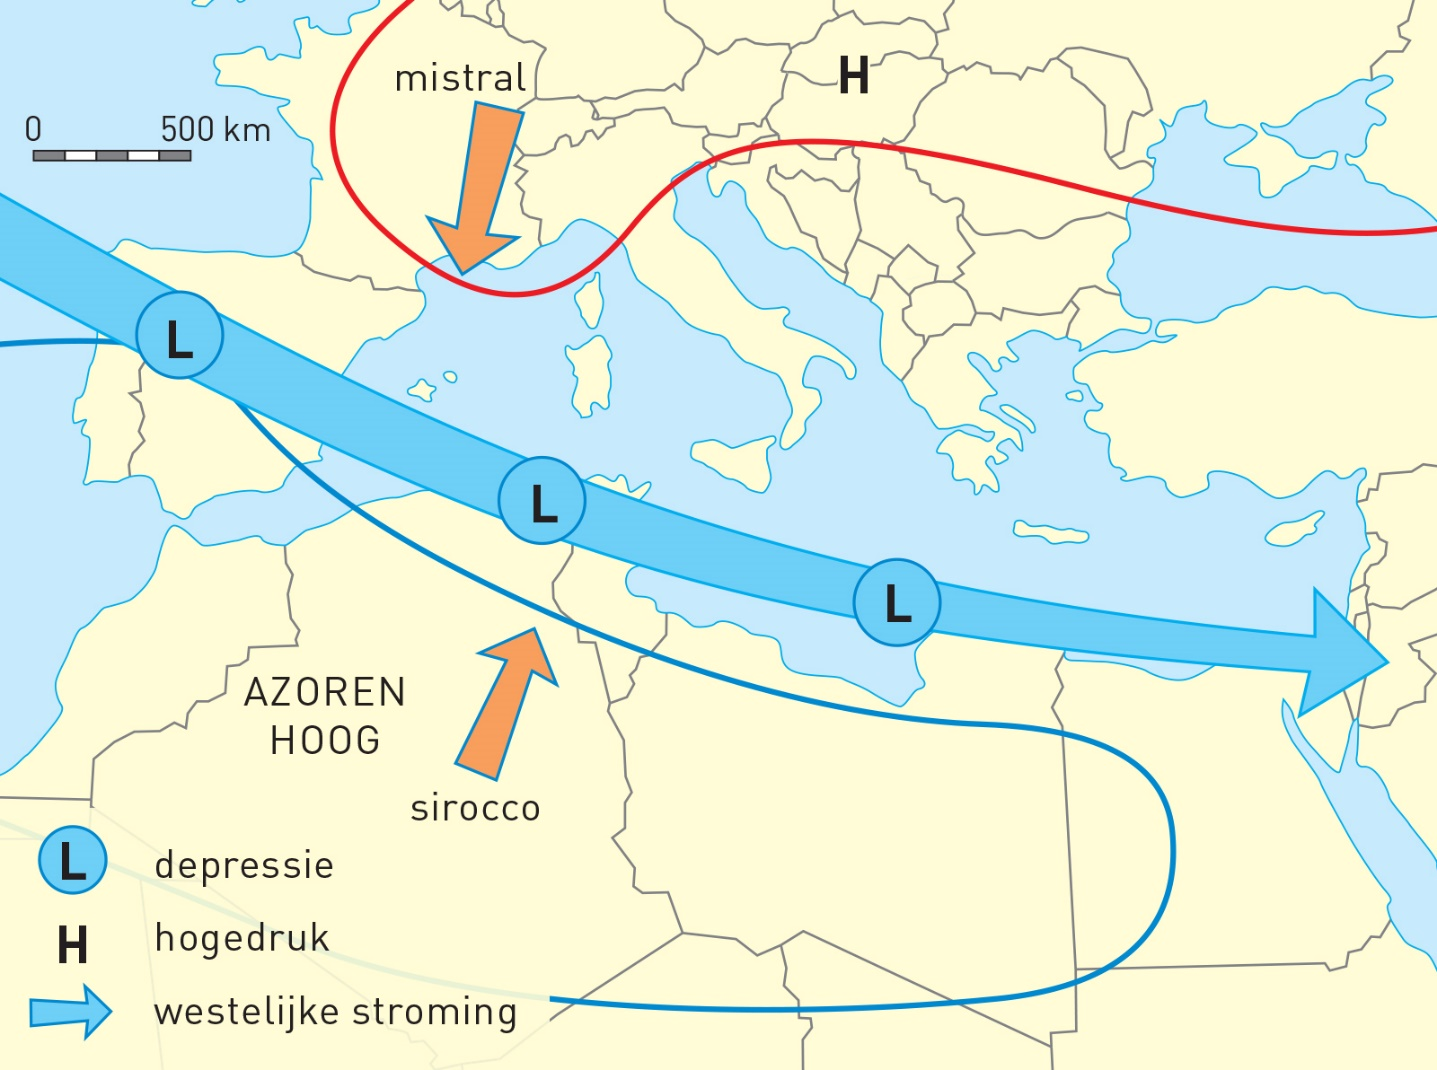 H
mistral
0 500 km
L
L
L
AZOREN
HOOG
sirocco
L depressie
H hogedruk
westelijke stroming